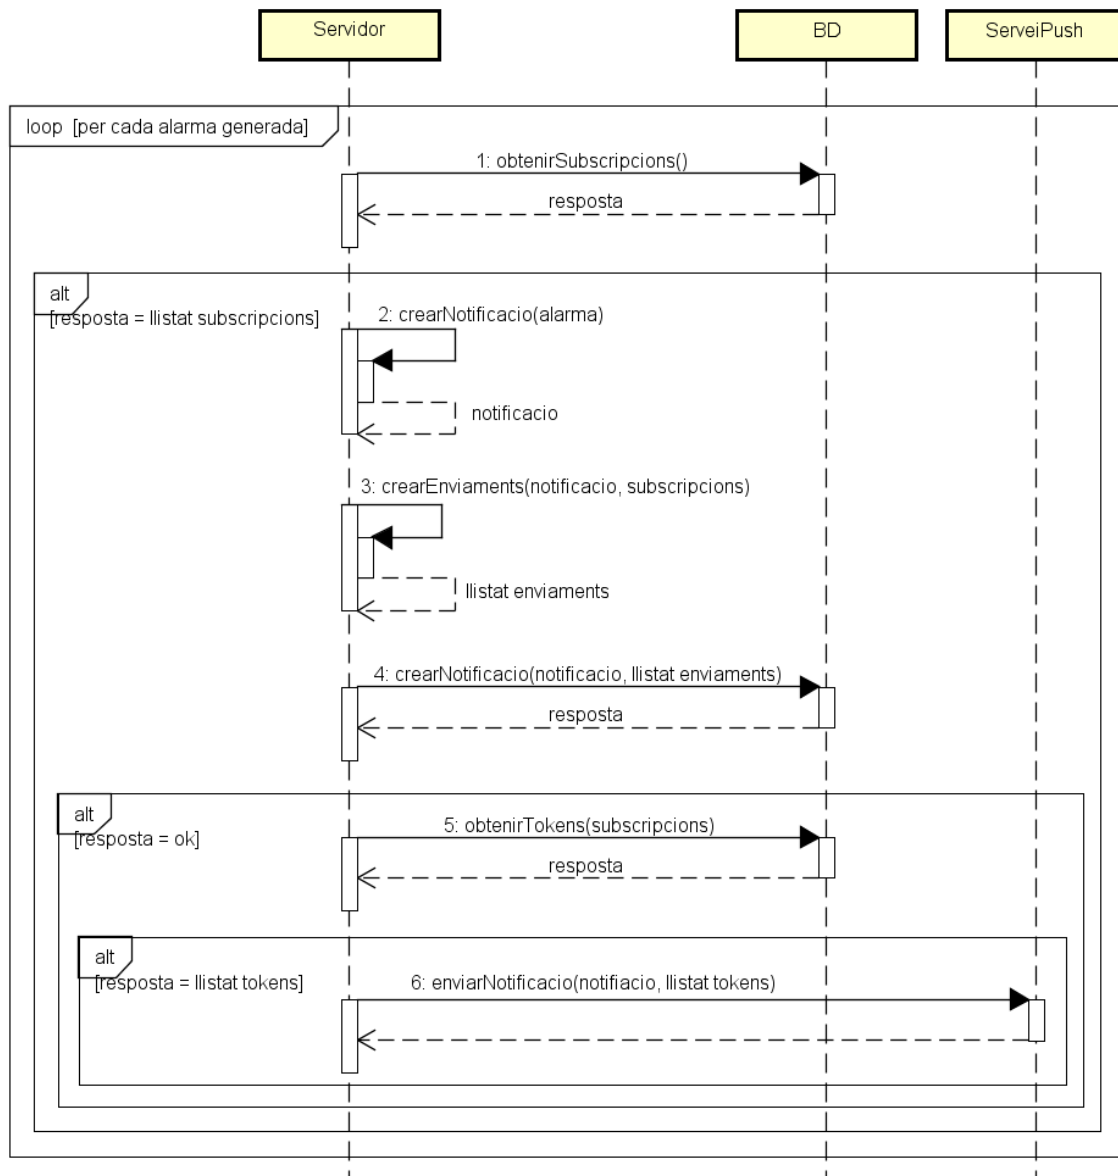 Servidor
BD
ServeiPush
loop [per cada alarma generada]
1: obtenirSubscripcions()
resposta
alt
[resposta = llistat subscripcions]
2: crearNotificacio(alarma)
notificacio
3: crearEnviaments(notificacio, subscripcions)
llistat enviaments
4: crearNotificacio(notificacio, llistat enviaments)
resposta
alt
[resposta = ok]
5: obtenirTokens(subscripcions)
resposta
alt
[resposta = llistat tokens]
6: enviarNotificacio(notifiacio, llistat tokens)